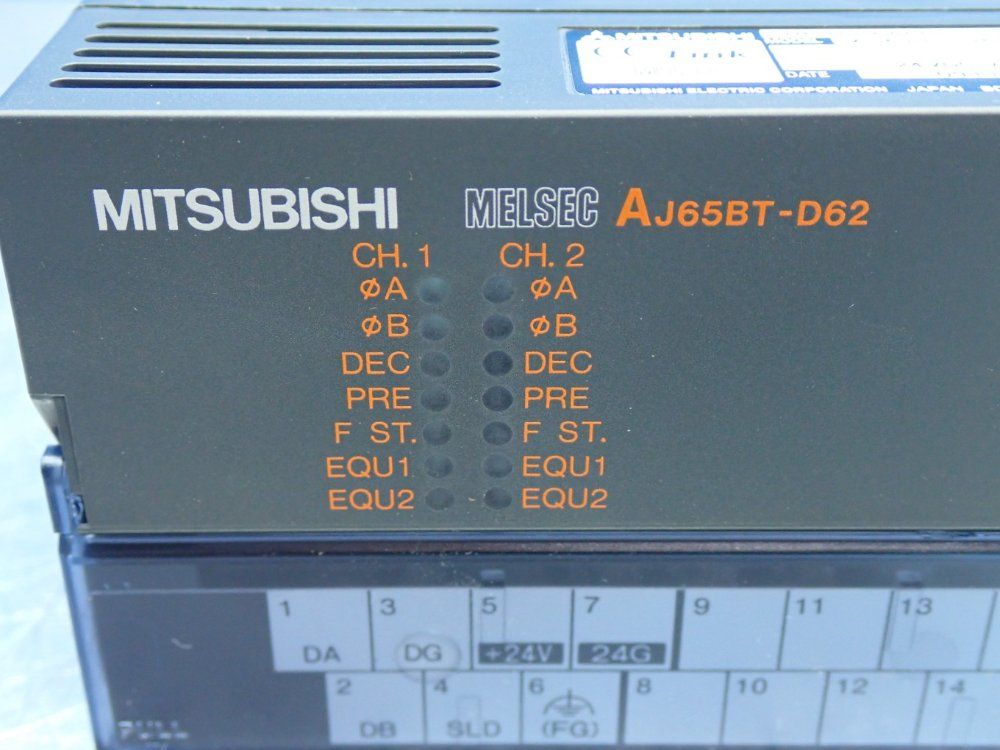 MITSUBISHI
CC-Link
DATE
MITSUBISHI ELECTRIC CORPORATION JAPAN
MITSUBISHI MELSEC AJ65BT-D62
CH. 1 CH. 2
φA φA
φB φB
DEC DEC
PRE PRE
F ST. F ST.
EQU1 EQU1
EQU2 EQU2
1 3 5 7 9 11 13
DA DG +24V 24G
2 4 6 8 10 12 14
DB SLD (FG)